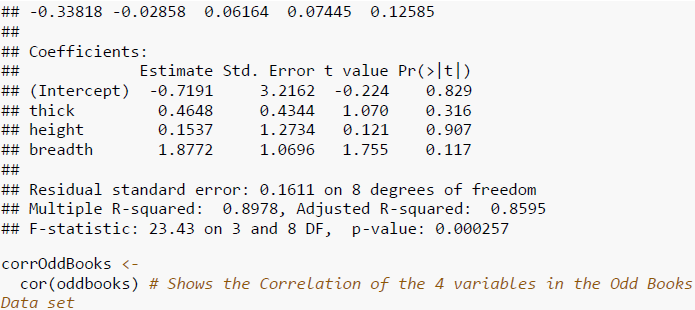 ## -0.33818 -0.02858  0.06164  0.07445  0.12585
##
## Coefficients:
##             Estimate Std. Error t value Pr(>|t|)
## (Intercept)  -0.7191     3.2162  -0.224    0.829
## thick         0.4648     0.4344   1.070    0.316
## height        0.1537     1.2734   0.121    0.907
## breadth       1.8772     1.0696   1.755    0.117
##
## Residual standard error: 0.1611 on 8 degrees of freedom
## Multiple R-squared:  0.8978, Adjusted R-squared:  0.8595
## F-statistic: 23.43 on 3 and 8 DF,  p-value: 0.000257
corrOddBooks <-
  cor(oddbooks) # Shows the Correlation of the 4 variables in the Odd Books
Data set